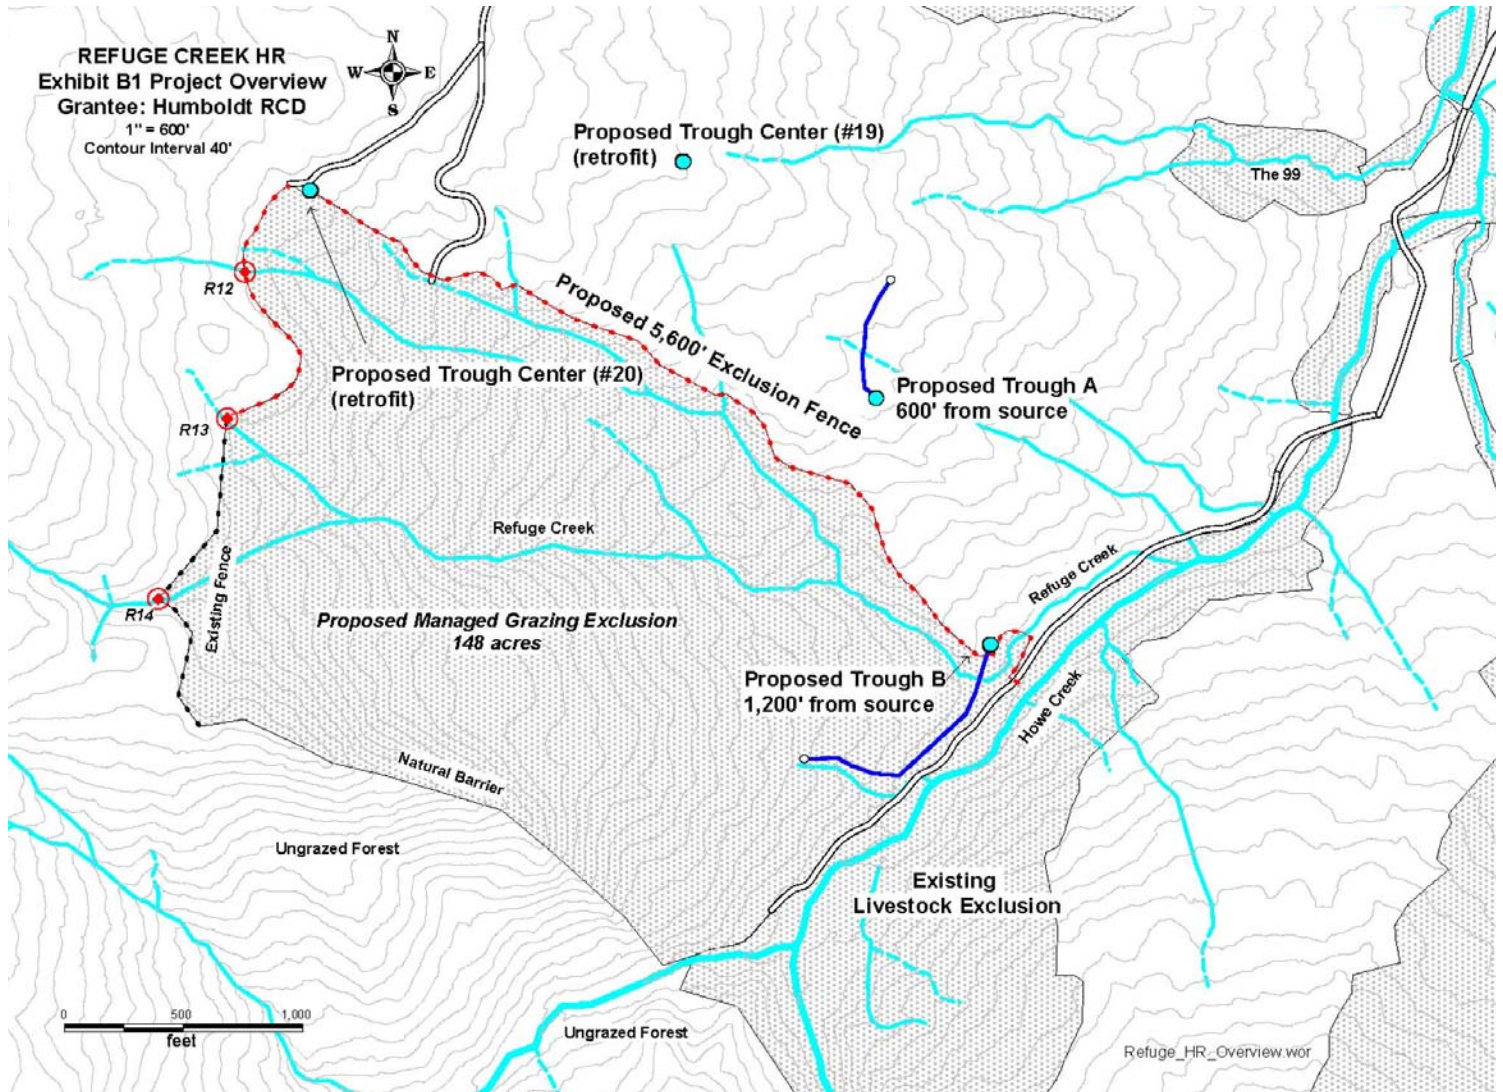 REFUGE CREEK HR
Exhibit B1 Project Overview
Grantee: Humboldt RCD
1" = 600'
Contour Interval 40'
N
W
E
S
Proposed Trough Center (#19)
(retrofit)
The 99
R12
Proposed 5,600' Exclusion Fence
Proposed Trough Center (#20)
(retrofit)
Proposed Trough A
600' from source
R13
Refuge Creek
Existing Fence
R14
Refuge Creek
Proposed Managed Grazing Exclusion
148 acres
Proposed Trough B
1,200' from source
Howe Creek
Natural Barrier
Ungrazed Forest
Existing
Livestock Exclusion
0 500 1,000
feet
Ungrazed Forest
Refuge_HR_Overview.wor